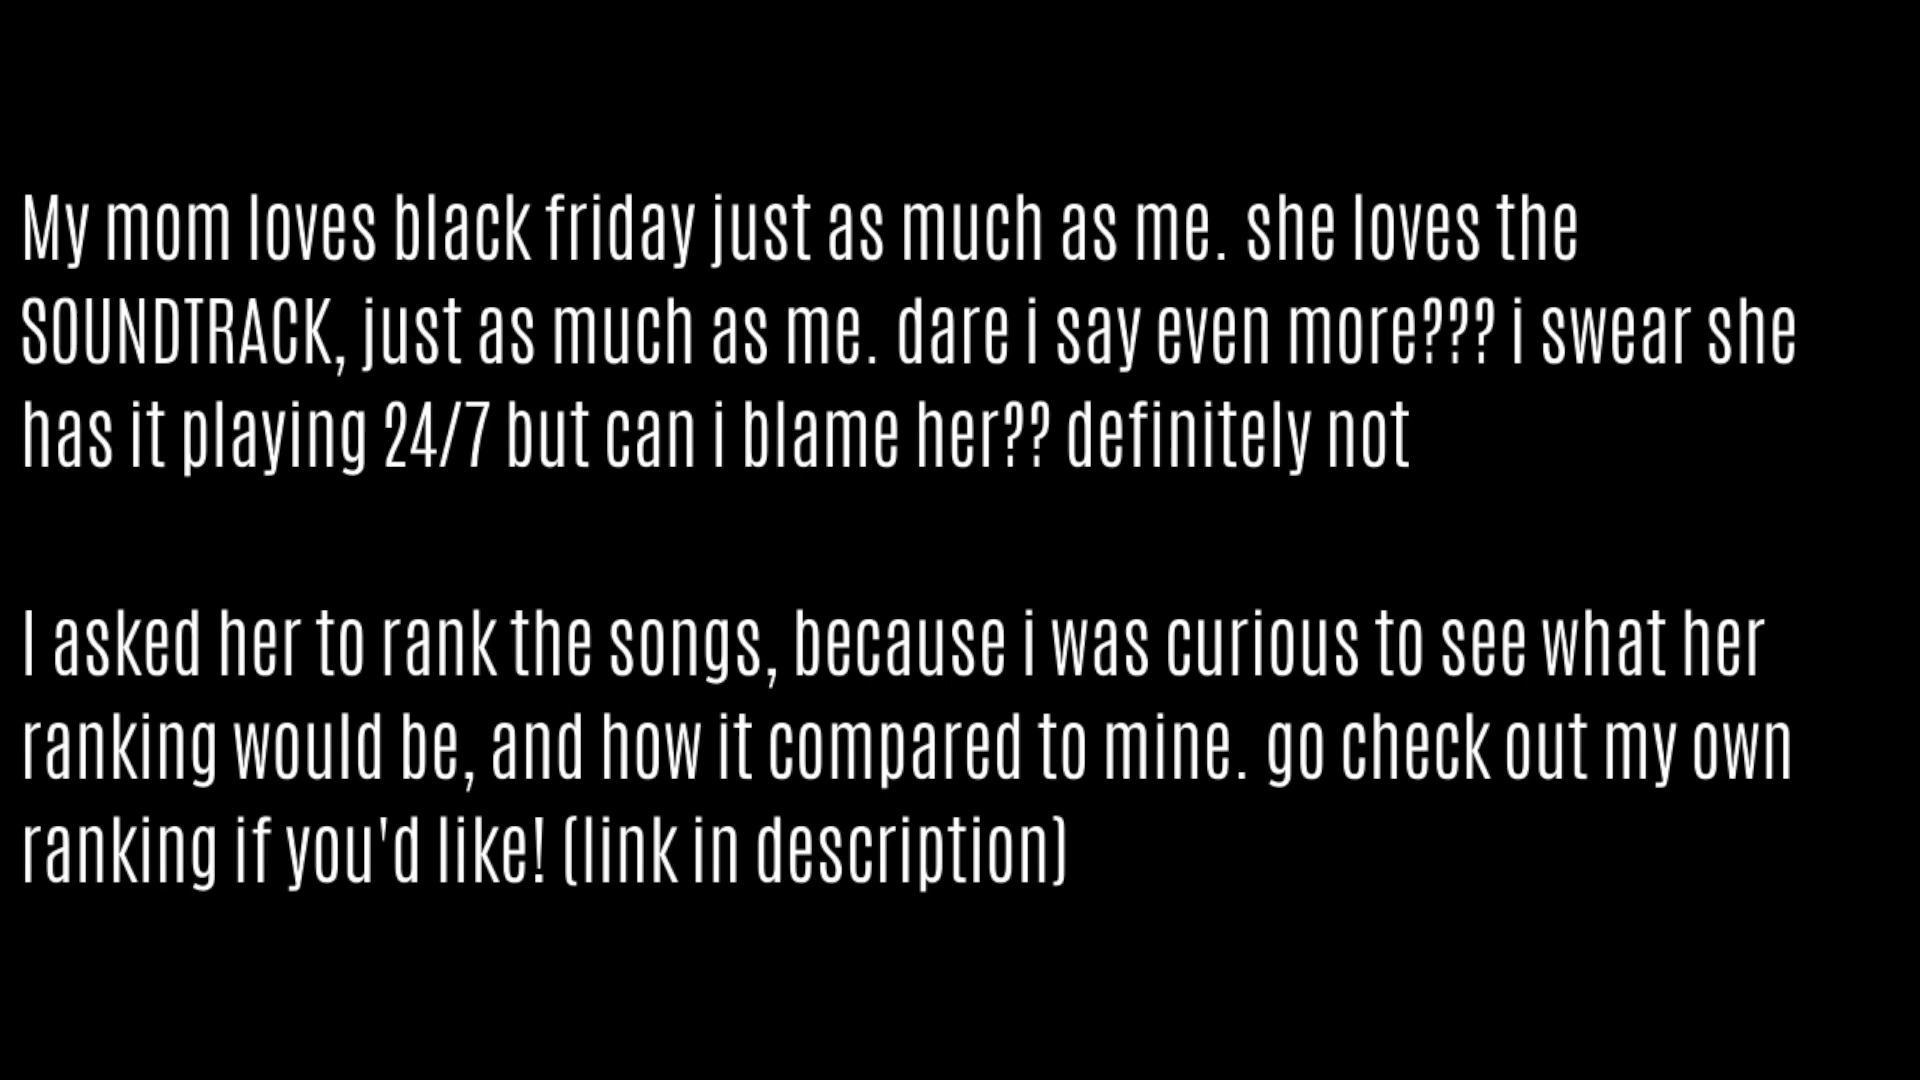 My mom loves black friday just as much as me. she loves the
SOUNDTRACK, just as much as me. dare i say even more??? i swear she
has it playing 24/7 but can i blame her?? definitely not
I asked her to rank the songs, because i was curious to see what her
ranking would be, and how it compared to mine. go check out my own
ranking if you'd like! (link in description)